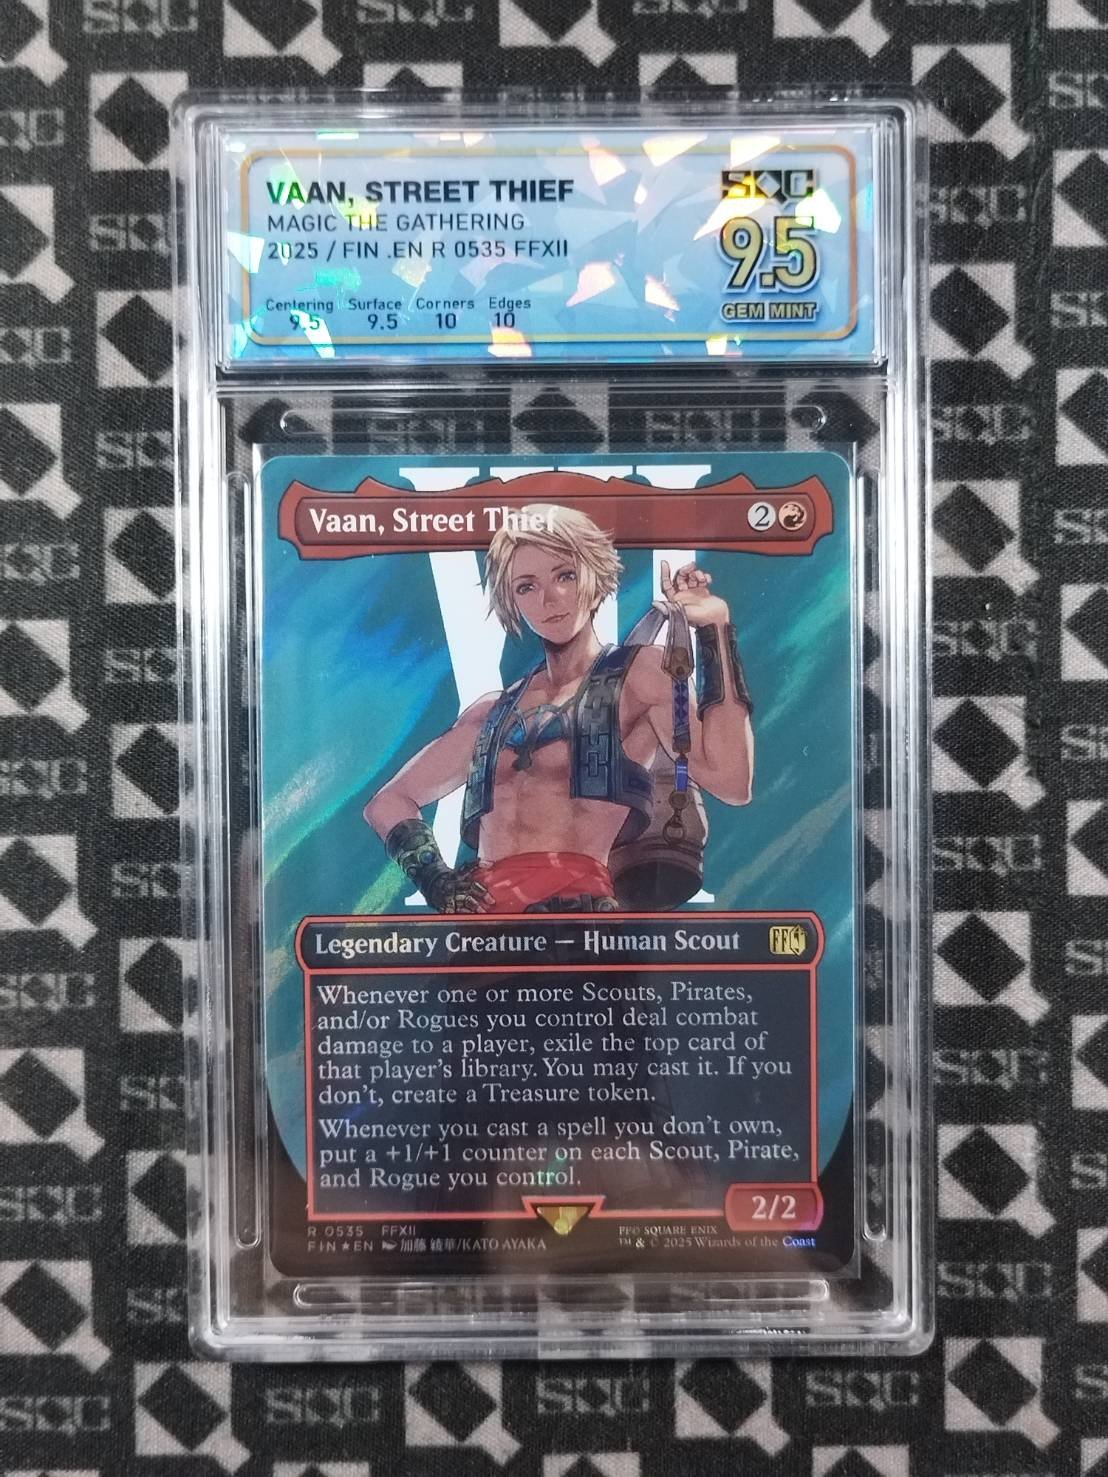 VAAN, STREET THIEF
MAGIC THE GATHERING
2025 / FIN .EN R 0535 FFXII
Centering Surface Corners Edges
9.5 9.5 10 10
SQC
9.5
GEM MINT
XII
Vaan, Street Thief 2
Legendary Creature — Human Scout
Whenever one or more Scouts, Pirates,
and/or Rogues you control deal combat
damage to a player, exile the top card of
that player's library. You may cast it. If you
don't, create a Treasure token.
Whenever you cast a spell you don't own,
put a +1/+1 counter on each Scout, Pirate,
and Rogue you control.
2/2
R 0535 FFXII
FIN★EN 加藤 綾華/KATO AYAKA
SQUARE ENIX
™ & © 2025 Wizards of the Coast